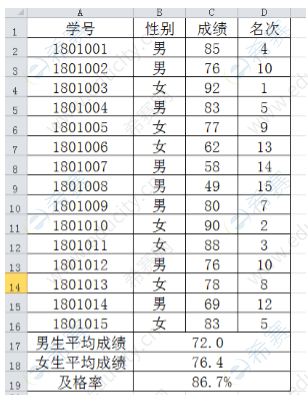 A B C D
1 学号 性别 成绩 名次
2 1801001 男 85 4
3 1801002 男 76 10
4 1801003 女 92 1
5 1801004 男 83 5
6 1801005 女 77 9
7 1801006 女 62 13
8 1801007 男 58 14
9 1801008 男 49 15
10 1801009 男 80 7
11 1801010 女 90 2
12 1801011 女 88 3
13 1801012 男 76 10
14 1801013 女 78 8
15 1801014 男 69 12
16 1801015 女 83 5
17 男生平均成绩 72.0
18 女生平均成绩 76.4
19 及格率 86.7%